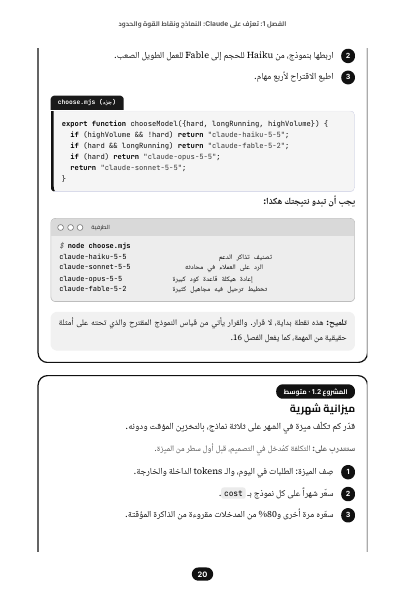 الفصل 1: تعرّف على Claude: النماذج ونقاط القوة والحدود
2 اربطها بنموذج، من Haiku للحجم إلى Fable للعمل الطويل الصعب.
3 اطبع الاقتراح لأربع مهام.
choose.mjs (جزء)
export function chooseModel({hard, longRunning, highVolume}) {
if (highVolume && !hard) return "claude-haiku-5-5";
if (hard && longRunning) return "claude-fable-5-2";
if (hard) return "claude-opus-5-5";
return "claude-sonnet-5-5";
}
يجب أن تبدو نتيجتك هكذا:
الطرفية
$ node choose.mjs
claude-haiku-5-5 تصنيف تذاكر الدعم
claude-sonnet-5-5 الرد على العملاء في محادثة
claude-opus-5-5 إعادة هيكلة قاعدة كود كبيرة
claude-fable-5-2 تخطيط ترحيل فيه مجاهيل كثيرة
تلميح: هذه نقطة بداية، لا قرار. والقرار يأتي من قياس النموذج المقترح والذي تحته على أمثلة
حقيقية من المهمة، كما يفعل الفصل 16.
المشروع 1.2 · متوسط
ميزانية شهرية
قدّر كم تكلّف ميزة في الشهر على ثلاثة نماذج، بالتخزين المؤقت ودونه.
ستتدرب على: التكلفة كمُدخل في التصميم، قبل أول سطر من الميزة.
1 صِف الميزة: الطلبات في اليوم، والـ tokens الداخلة والخارجة.
2 سعّر شهراً على كل نموذج بـ cost.
3 سعّره مرة أخرى و80% من المدخلات مقروءة من الذاكرة المؤقتة.
20